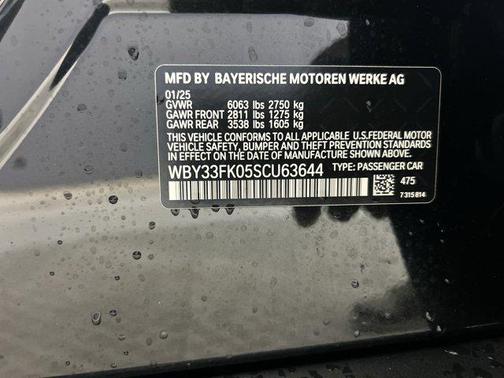 MFD BY BAYERISCHE MOTOREN WERKE AG
01/25
GVWR 6063 lbs 2750 kg
GAWR FRONT 2811 lbs 1275 kg
GAWR REAR 3538 lbs 1605 kg
THIS VEHICLE CONFORMS TO ALL APPLICABLE U.S.FEDERAL MOTOR
VEHICLE SAFETY, BUMPER AND THEFT PREVENTION STANDARDS
IN EFFECT ON THE DATE OF MANUFACTURE SHOWN ABOVE.
WBY33FK05SCU63644 TYPE: PASSENGER CAR
475
7 315 814